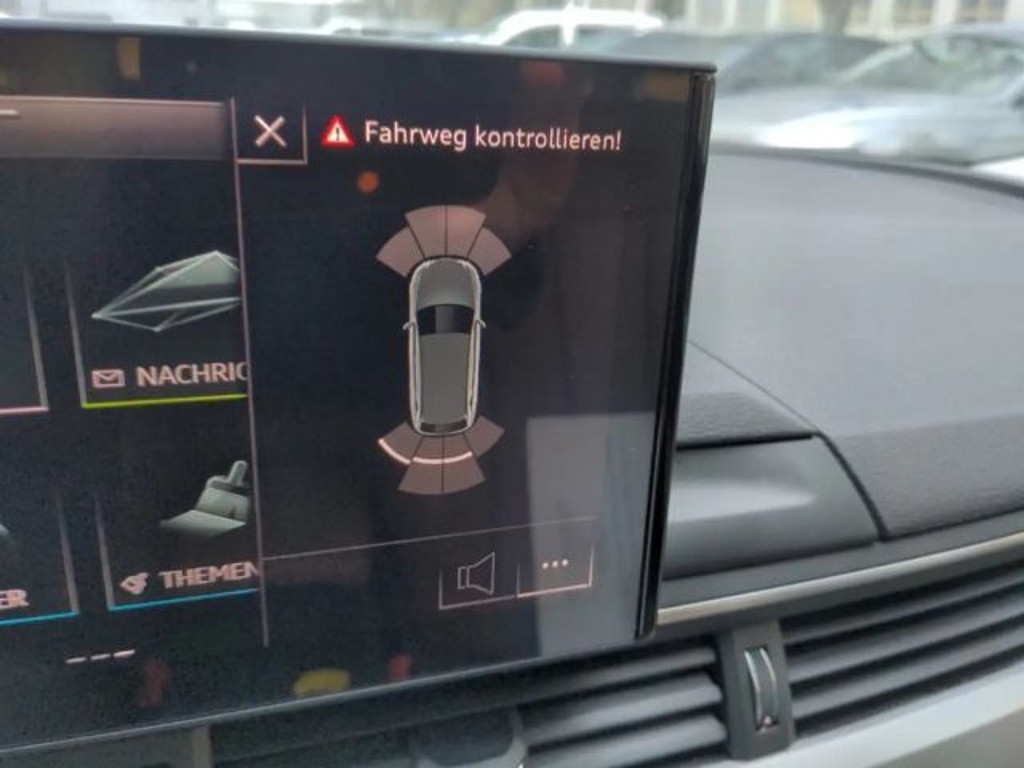 Fahrweg kontrollieren!
NACHRIC
ER
THEMEN